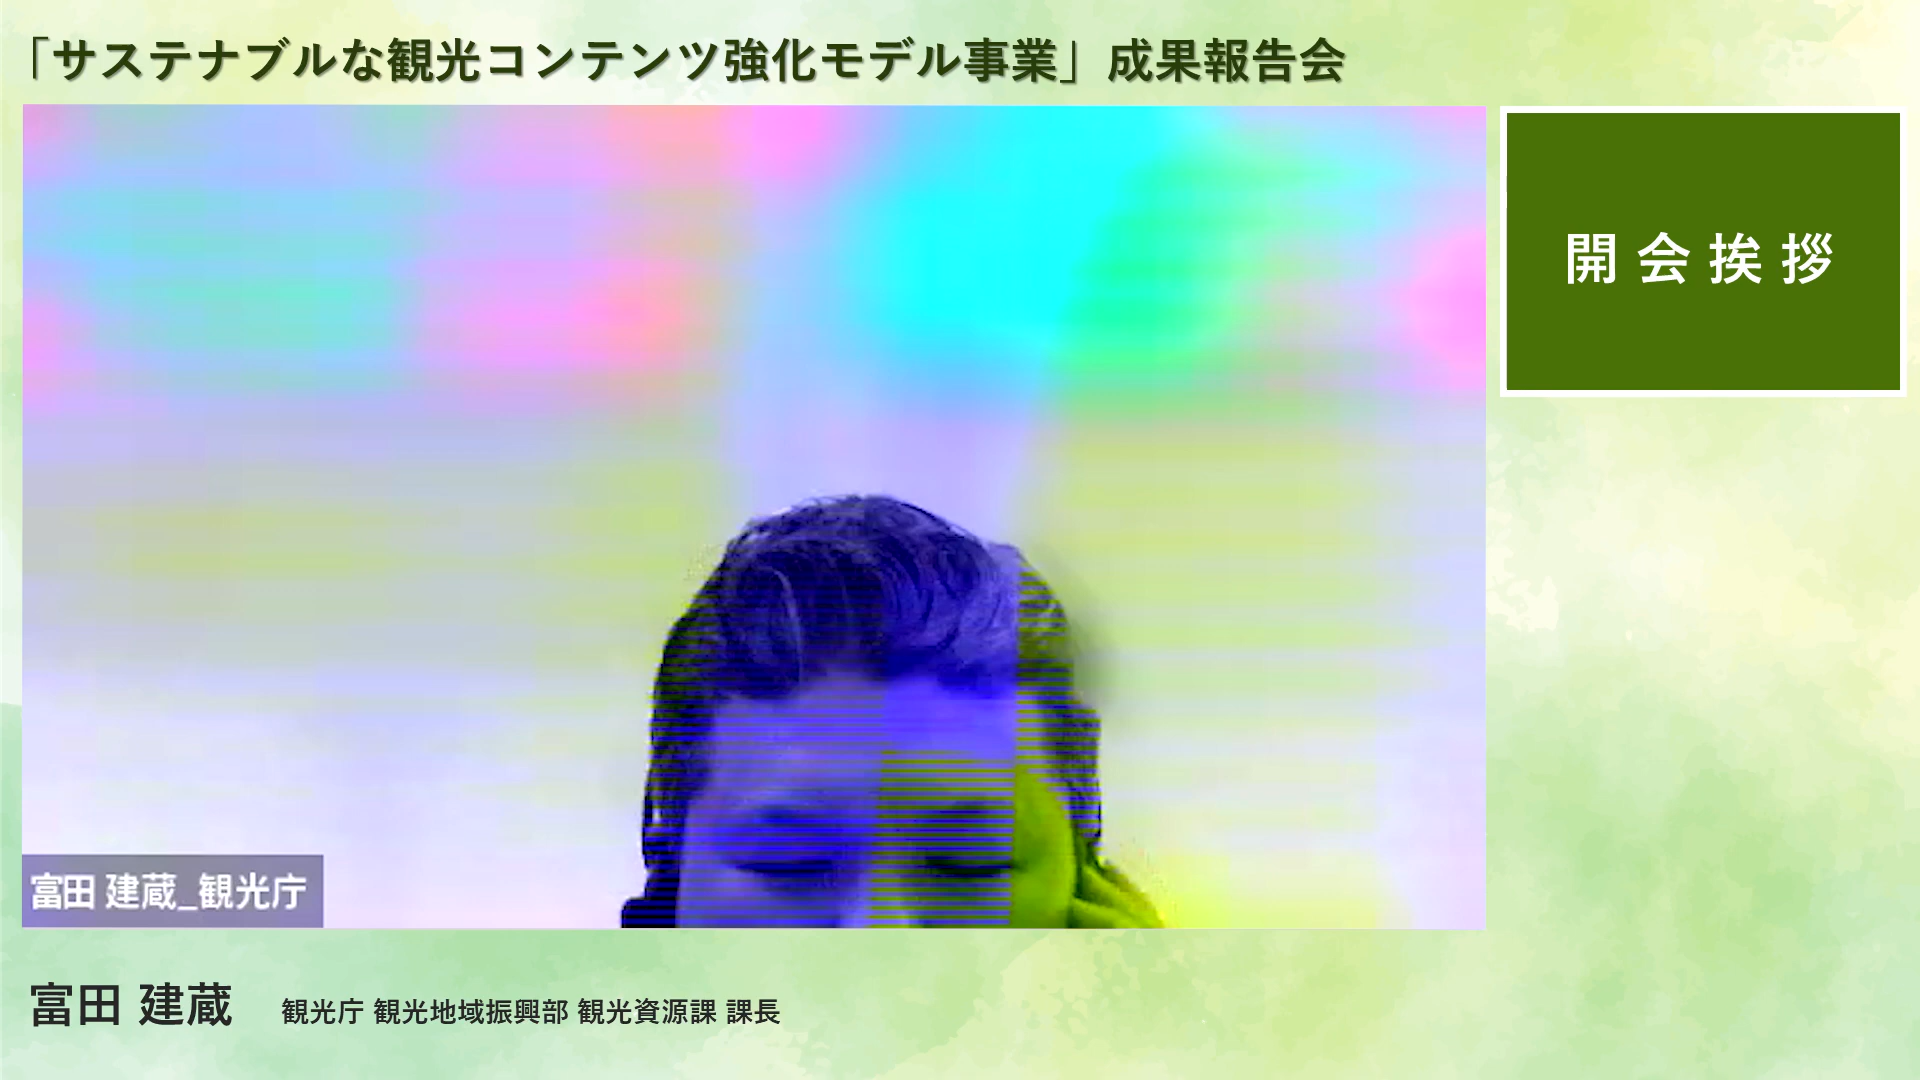 「サステナブルな観光コンテンツ強化モデル事業」成果報告会
開会挨拶
富田 建蔵_観光庁
富田 建蔵 観光庁 観光地域振興部 観光資源課 課長